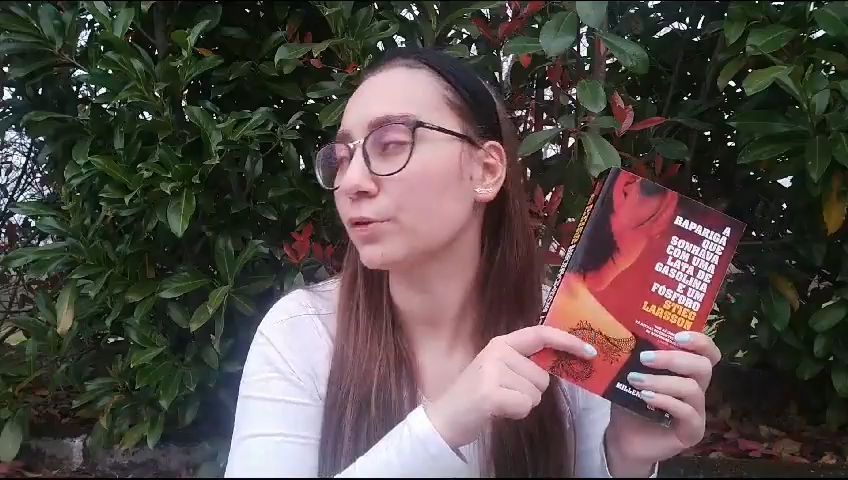 A
RAPARIGA
QUE
SONHAVA
COM UMA
LATA DE
GASOLINA
E UM
FÓSFORO
STIEG
LARSSON